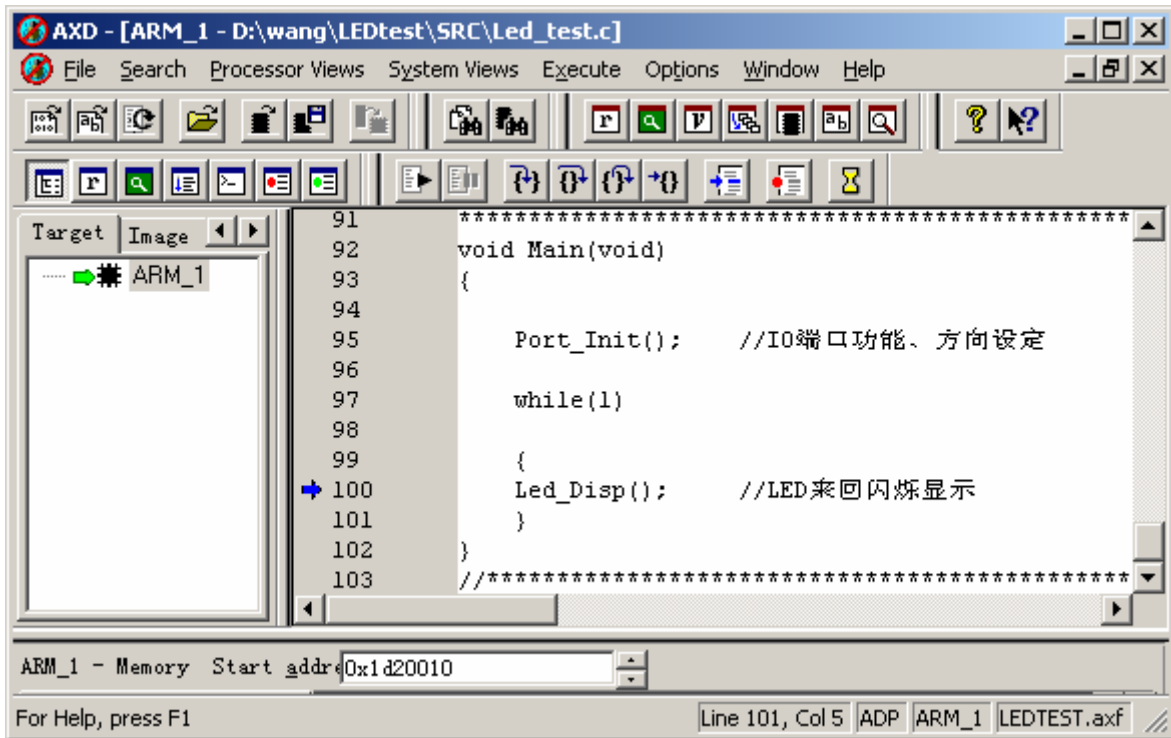 AXD - [ARM_1 - D:\wang\LEDtest\SRC\Led_test.c]
File Search Processor Views System Views Execute Options Window Help
Target Image
ARM_1
91 ************************************************
92 void Main(void)
93 {
94
95 Port_Init(); //IO端口功能、方向设定
96
97 while(1)
98
99 {
100 Led_Disp(); //LED来回闪烁显示
101 }
102 }
103 //**********************************************
ARM_1 - Memory Start addre 0x1d20010
For Help, press F1
Line 101, Col 5 ADP ARM_1 LEDTEST.axf